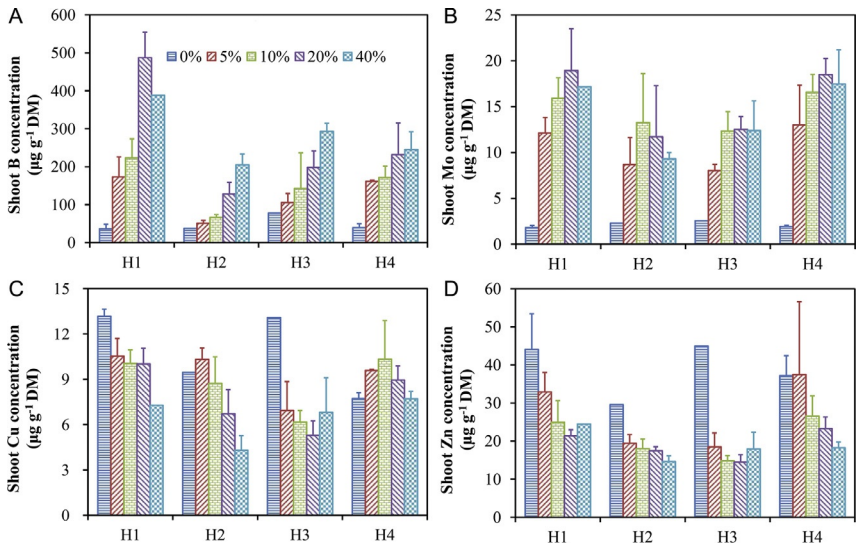 A
Shoot B concentration
(µg g⁻¹ DM)
600
500
400
300
200
100
0
0% 5% 10% 20% 40%
H1 H2 H3 H4
B
Shoot Mo concentration
(µg g⁻¹ DM)
25
20
15
10
5
0
H1 H2 H3 H4
C
Shoot Cu concentration
(µg g⁻¹ DM)
15
12
9
6
3
0
H1 H2 H3 H4
D
Shoot Zn concentration
(µg g⁻¹ DM)
60
50
40
30
20
10
0
H1 H2 H3 H4